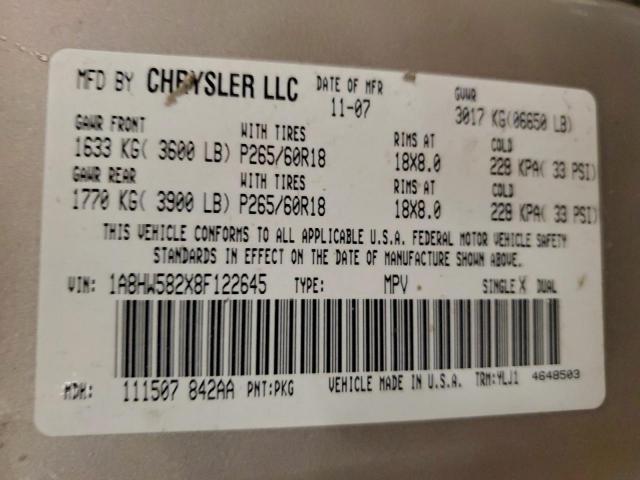 MFD BY CHRYSLER LLC DATE OF MFR GVWR
11-07 3017 KG(06650 LB)
GAWR FRONT WITH TIRES RIMS AT COLD
1633 KG( 3600 LB) P265/60R18 18X8.0 228 KPA( 33 PSI)
GAWR REAR WITH TIRES RIMS AT COLD
1770 KG( 3900 LB) P265/60R18 18X8.0 228 KPA( 33 PSI)
THIS VEHICLE CONFORMS TO ALL APPLICABLE U.S.A. FEDERAL MOTOR VEHICLE SAFETY
STANDARDS IN EFFECT ON THE DATE OF MANUFACTURE SHOWN ABOVE.
VIN: 1A8HW582X8F122645 TYPE: MPV SINGLE X DUAL
MDH: 111507 842AA PNT:PKG VEHICLE MADE IN U.S.A. TRM:YLJ1 4648503